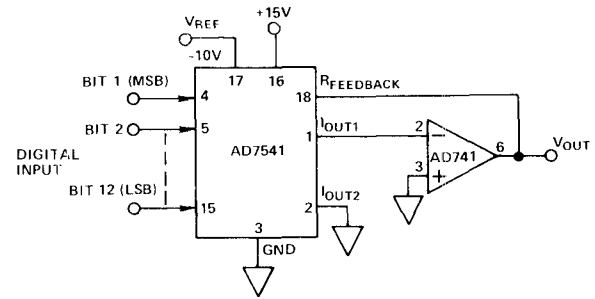 +15V
VREF
-10V
17
16
RFEEDBACK
BIT 1 (MSB)
4
18
BIT 2
5
IOUT1
1
2
−
6
VOUT
AD7541
AD741
DIGITAL
INPUT
3
+
BIT 12 (LSB)
15
IOUT2
2
3
GND